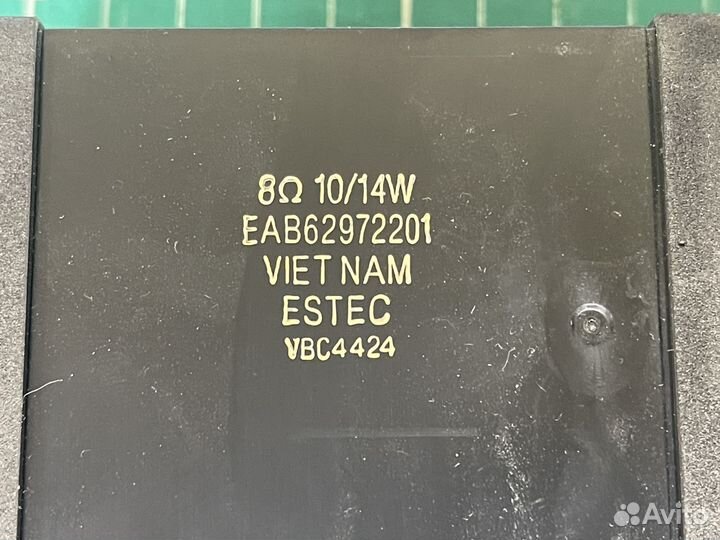 8Ω 10/14W
EAB62972201
VIET NAM
ESTEC
VBC4424
Avito